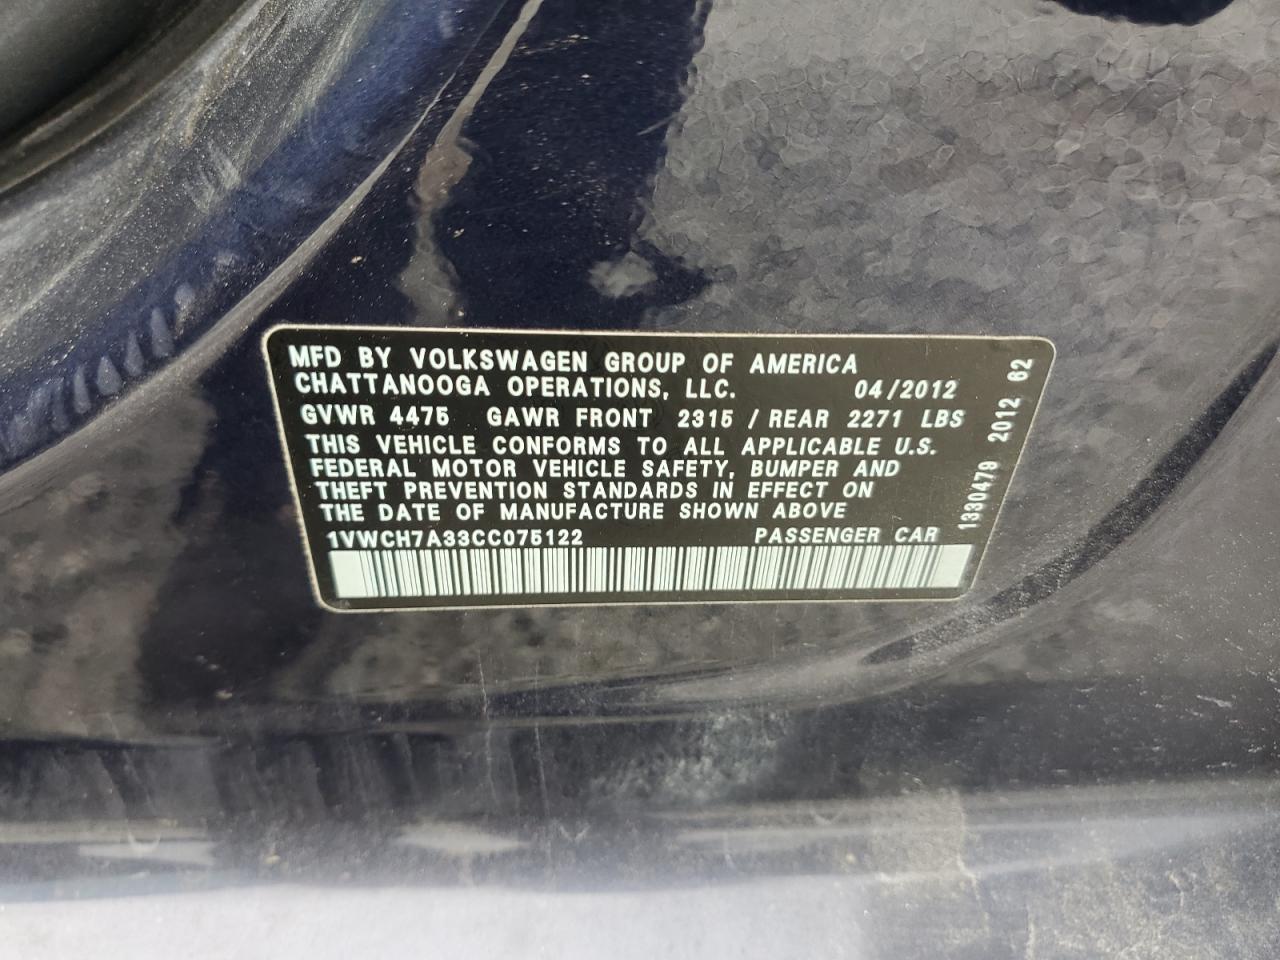 MFD BY VOLKSWAGEN GROUP OF AMERICA
CHATTANOOGA OPERATIONS, LLC. 04/2012
GVWR 4475 GAWR FRONT 2315 / REAR 2271 LBS
THIS VEHICLE CONFORMS TO ALL APPLICABLE U.S.
FEDERAL MOTOR VEHICLE SAFETY, BUMPER AND
THEFT PREVENTION STANDARDS IN EFFECT ON
THE DATE OF MANUFACTURE SHOWN ABOVE
1VWCH7A33CC075122 PASSENGER CAR
1330479 2012 62